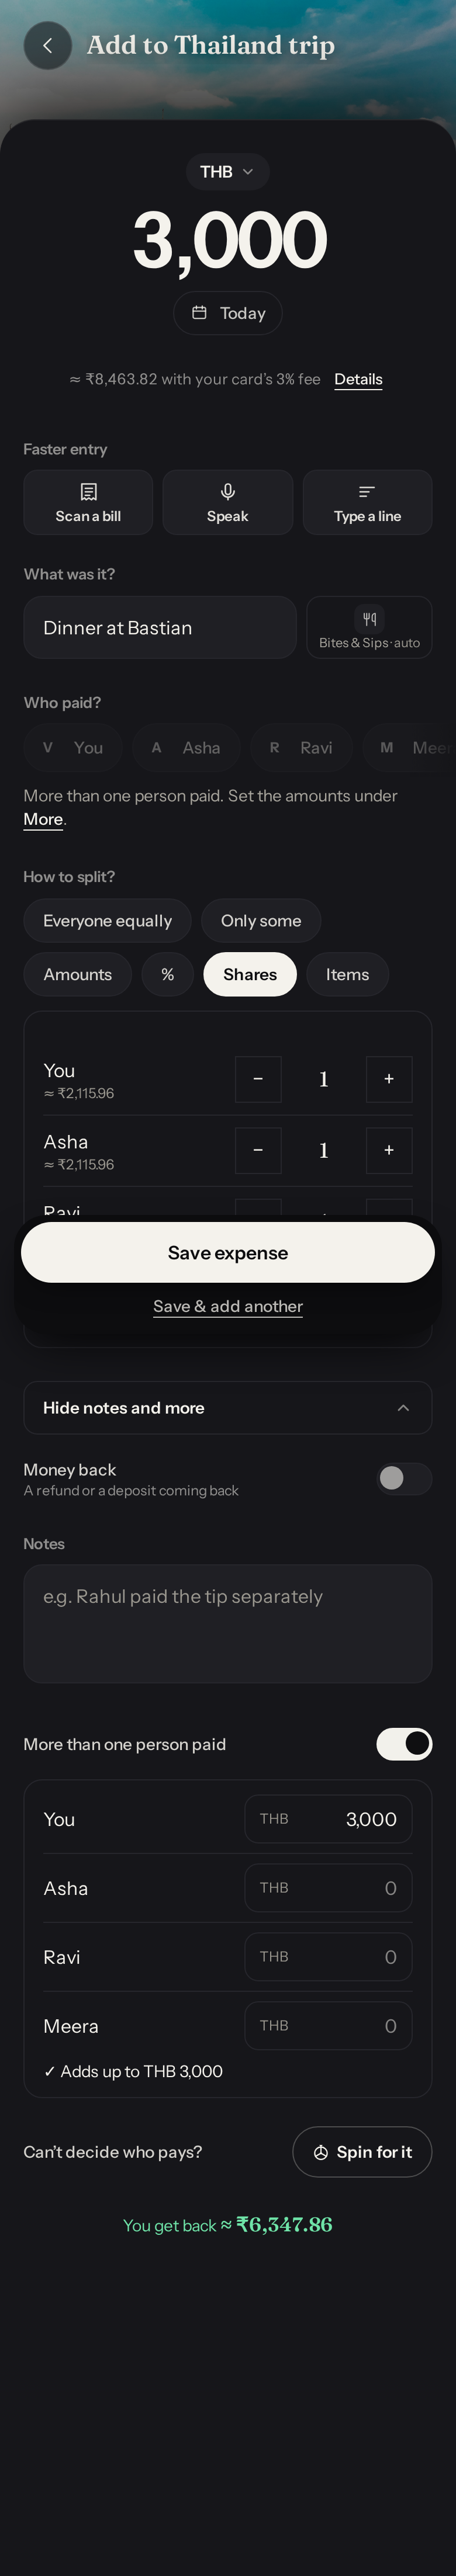 Add to Thailand trip
THB
3,000
Today
≈ ₹8,463.82 with your card's 3% fee Details
Faster entry
Scan a bill
Speak
Type a line
What was it?
Dinner at Bastian
Bites & Sips · auto
Who paid?
V You
A Asha
R Ravi
M Meer
More than one person paid. Set the amounts under
More.
How to split?
Everyone equally
Only some
Amounts
%
Shares
Items
You
≈ ₹2,115.96
− 1 +
Asha
≈ ₹2,115.96
− 1 +
Ravi
Save expense
Save & add another
Hide notes and more
Money back
A refund or a deposit coming back
Notes
e.g. Rahul paid the tip separately
More than one person paid
You THB 3,000
Asha THB 0
Ravi THB 0
Meera THB 0
✓ Adds up to THB 3,000
Can't decide who pays?
Spin for it
You get back ≈ ₹6,347.86